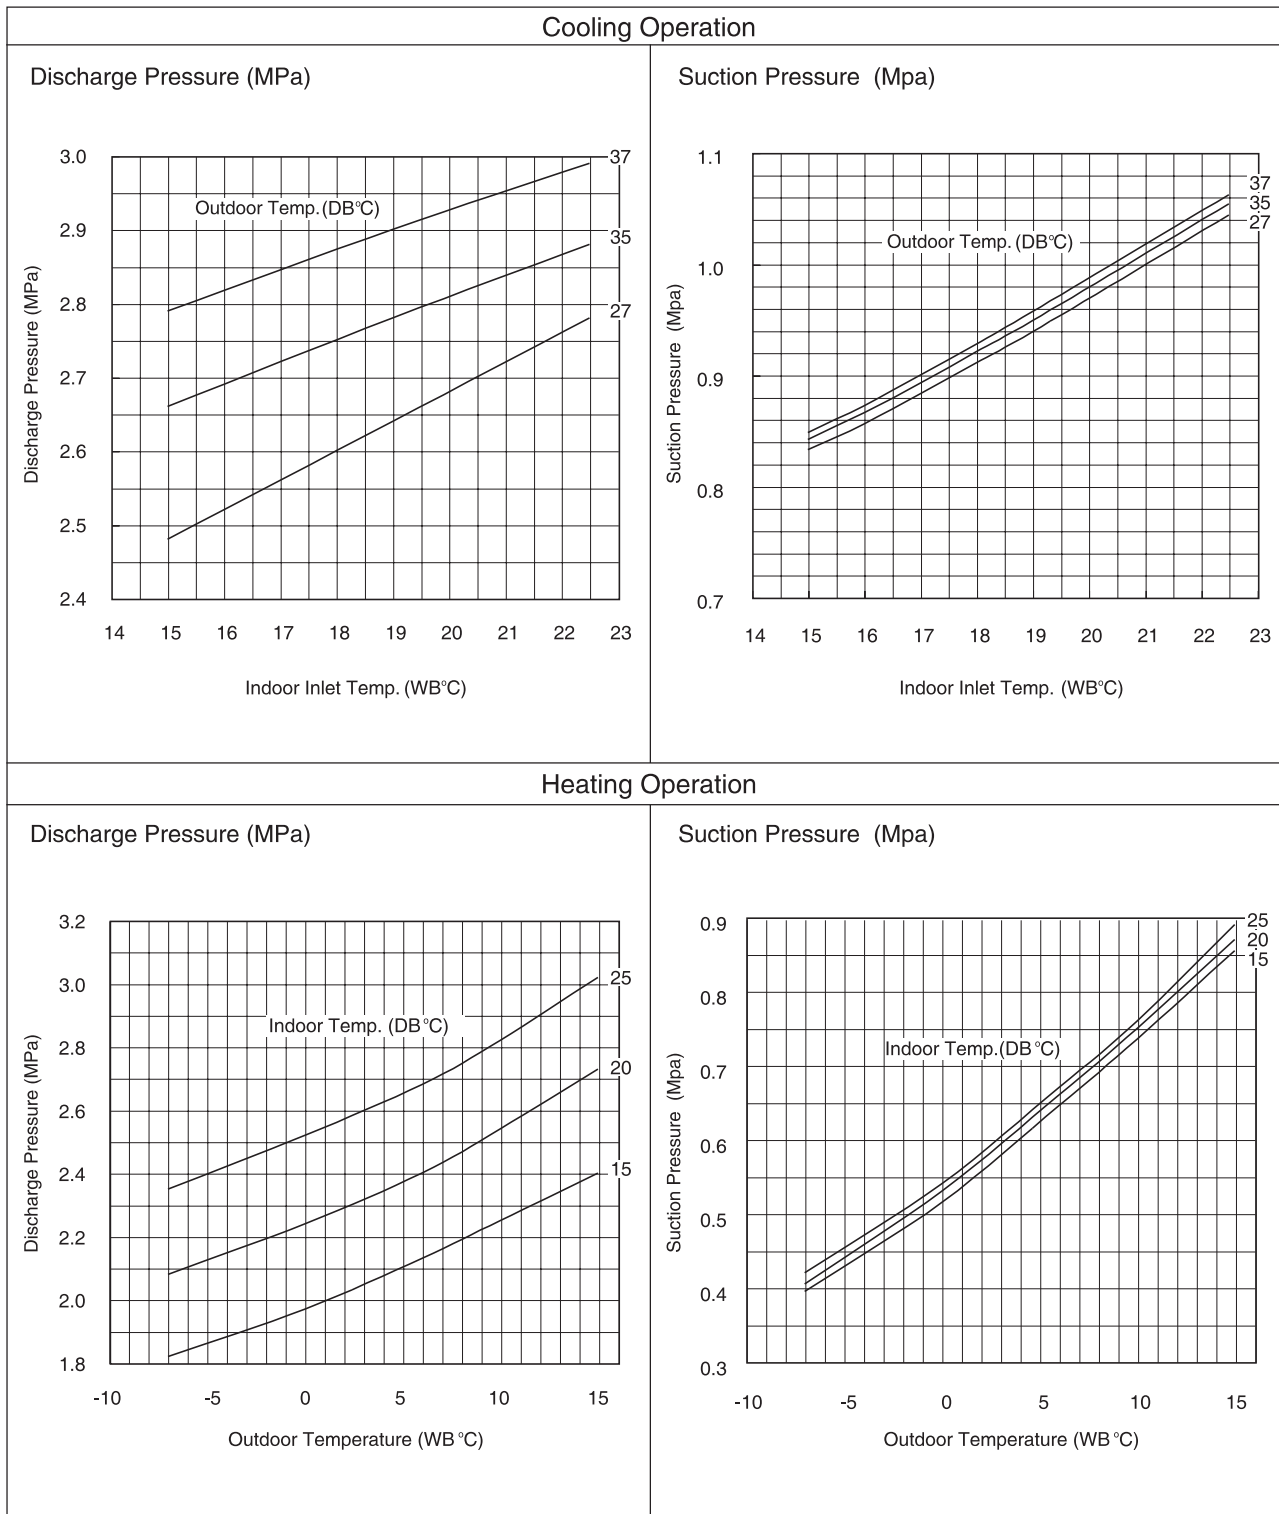 Cooling Operation
Discharge Pressure (MPa)
3.0
2.9
2.8
2.7
2.6
2.5
2.4
Discharge Pressure (MPa)
Outdoor Temp. (DB°C)
37
35
27
14 15 16 17 18 19 20 21 22 23
Indoor Inlet Temp. (WB°C)
Suction Pressure (Mpa)
1.1
1.0
0.9
0.8
0.7
Suction Pressure (Mpa)
Outdoor Temp. (DB°C)
37
35
27
14 15 16 17 18 19 20 21 22 23
Indoor Inlet Temp. (WB°C)
Heating Operation
Discharge Pressure (MPa)
3.2
3.0
2.8
2.6
2.4
2.2
2.0
1.8
Discharge Pressure (MPa)
Indoor Temp. (DB°C)
25
20
15
-10 -5 0 5 10 15
Outdoor Temperature (WB°C)
Suction Pressure (Mpa)
0.9
0.8
0.7
0.6
0.5
0.4
0.3
Suction Pressure (Mpa)
Indoor Temp.(DB°C)
25
20
15
-10 -5 0 5 10 15
Outdoor Temperature (WB°C)